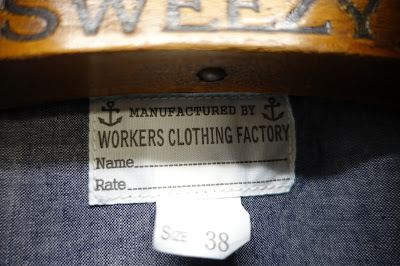 SWEEZY
MANUFACTURED BY
WORKERS CLOTHING FACTORY
Name
Rate
SIZE 38